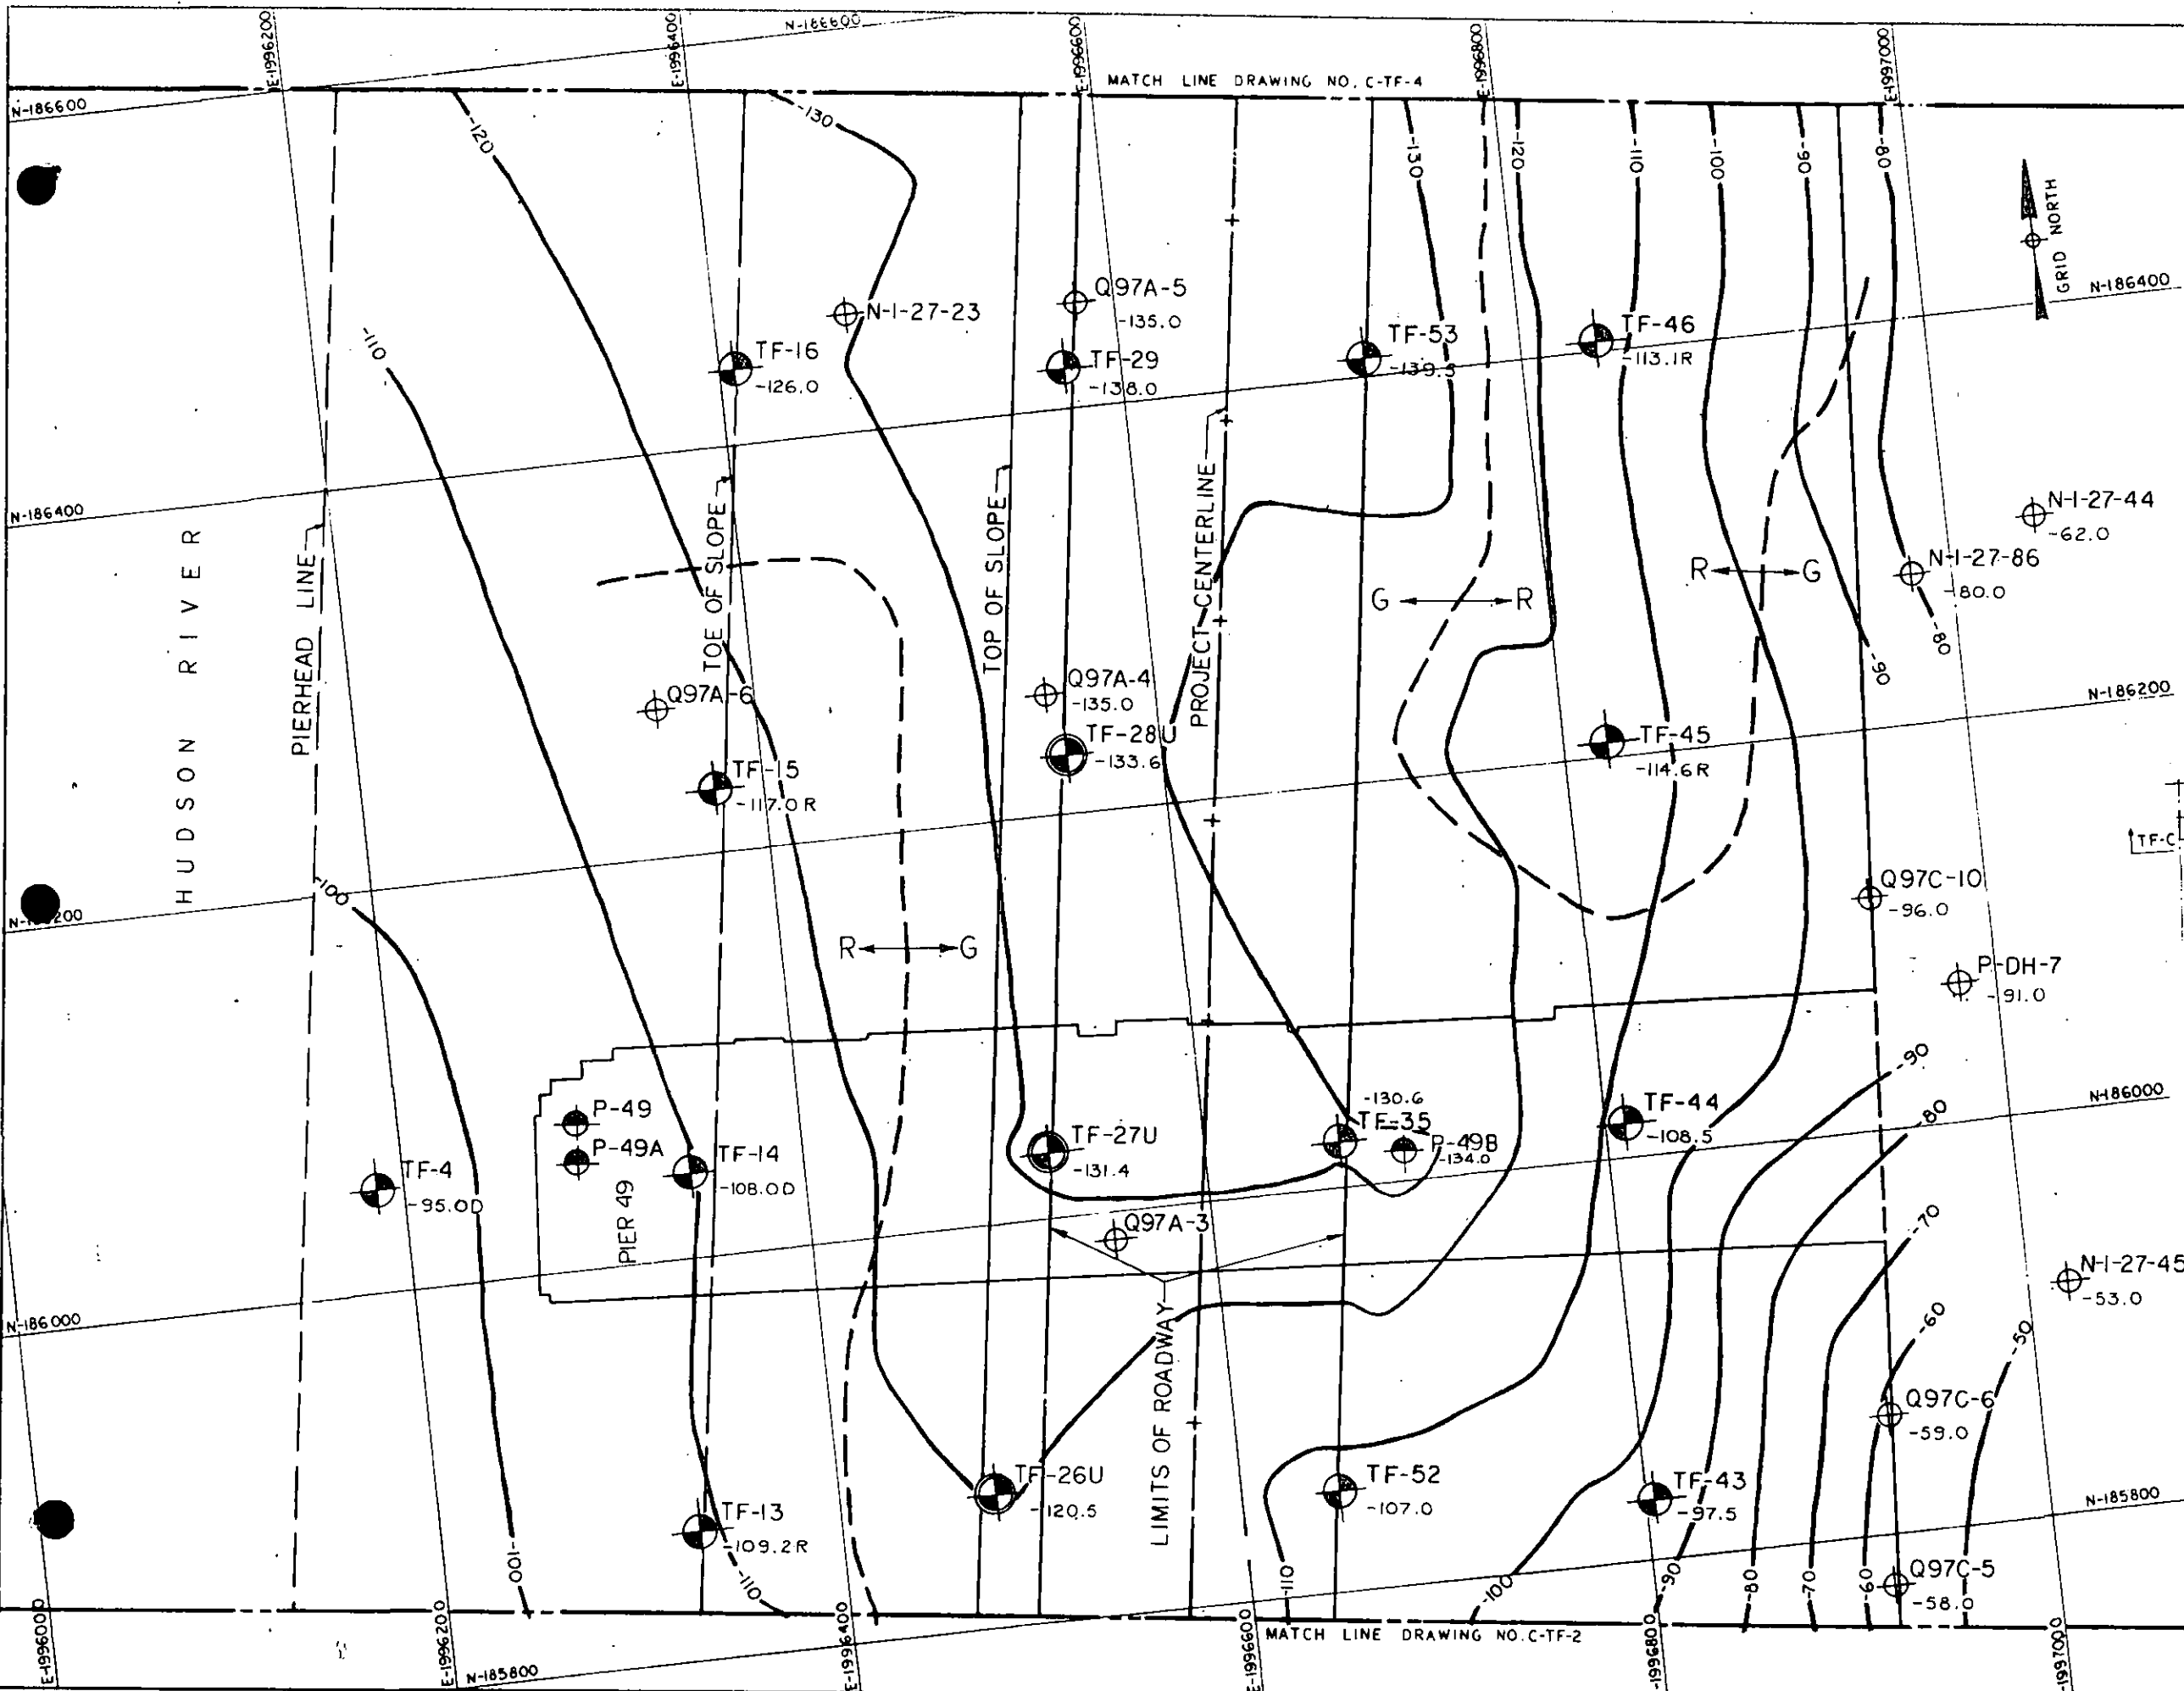 E-1996200
E-1996400
N-186600
E-1996600
E-1996800
E-1997000
MATCH LINE DRAWING NO. C-TF-4
N-186600
-120
-130
-130
-120
-110
-100
-90
-80
GRID NORTH
N-186400
Q97A-5
-135.0
N-1-27-23
-110
TF-16
-126.0
TF-29
-138.0
TF-53
-139.5
TF-46
-113.1R
N-186400
HUDSON RIVER
PIERHEAD LINE
TOE OF SLOPE
TOP OF SLOPE
PROJECT CENTERLINE
N-1-27-44
-62.0
N-1-27-86
-80.0
R G
G R
-80
-90
N-186200
Q97A-6
Q97A-4
-135.0
TF-28U
-133.6
TF-45
-114.6R
TF-15
-117.0R
TF-C
-100
Q97C-10
-96.0
R G
P-DH-7
-91.0
-90
-80
N-186000
P-49
P-49A
PIER 49
TF-4
-95.0D
TF-14
-108.0D
TF-27U
-131.4
-130.6
TF-35
P-49B
-134.0
TF-44
-108.5
Q97A-3
-70
N-1-27-45
-53.0
N-186000
-60
-50
LIMITS OF ROADWAY
Q97C-6
-59.0
TF-13
-109.2R
TF-26U
-120.5
TF-52
-107.0
TF-43
-97.5
N-185800
-100
-110
-110
-100
-90
-80
-70
-60
Q97C-5
-58.0
MATCH LINE DRAWING NO. C-TF-2
E-1996000
E-1996200
N-185800
E-1996400
E-1996600
-1996800
-1997000